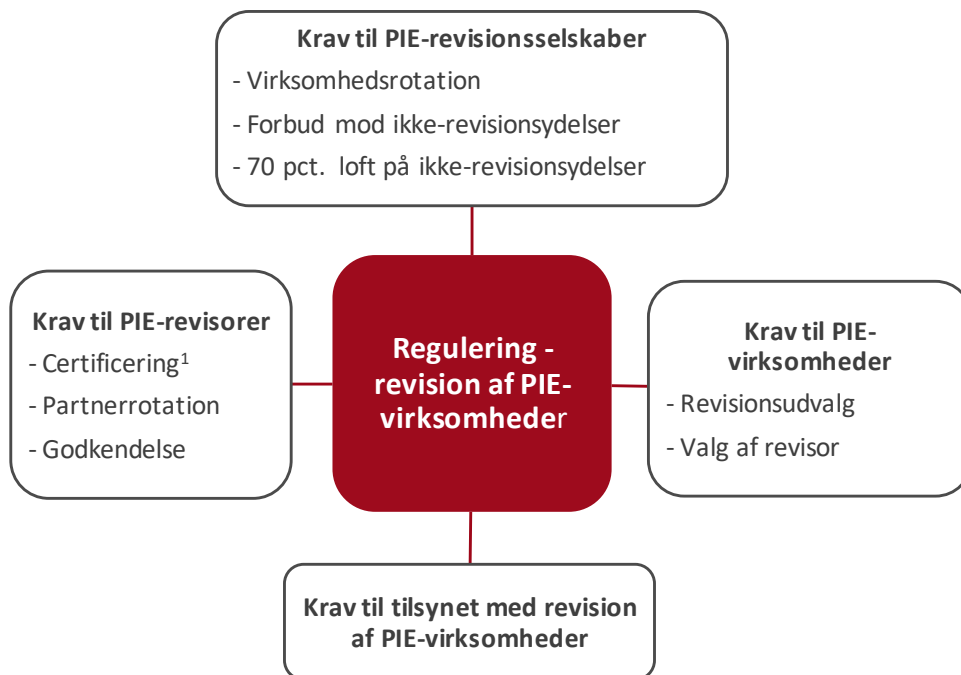 Krav til PIE-revisionsselskaber
- Virksomhedsrotation
- Forbud mod ikke-revisionsydelser
- 70 pct. loft på ikke-revisionsydelser
Krav til PIE-revisorer
- Certificering¹
- Partnerrotation
- Godkendelse
Regulering -
revision af PIE-
virksomheder
Krav til PIE-
virksomheder
- Revisionsudvalg
- Valg af revisor
Krav til tilsynet med revision
af PIE-virksomheder